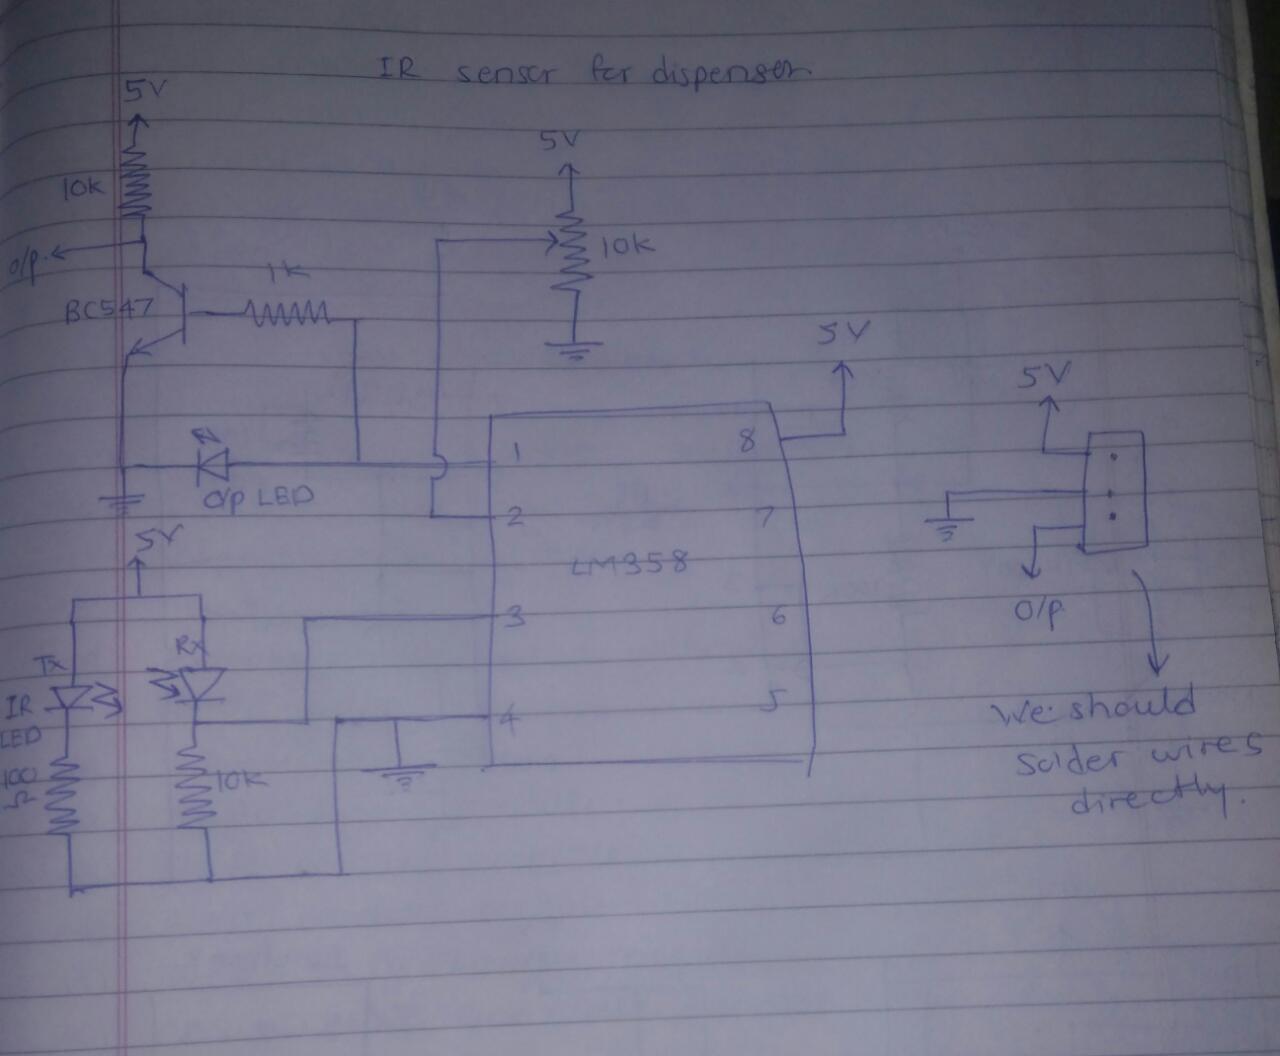 IR sensor for dispenser
5V
10k
O/p
BC547
1K
5V
10k
O/p LED
5V
1
2
3
4
LM358
8
7
6
5
5V
5V
O/p
We should
solder wires
directly.
Tx
IR
LED
100
Ω
Rx
10k